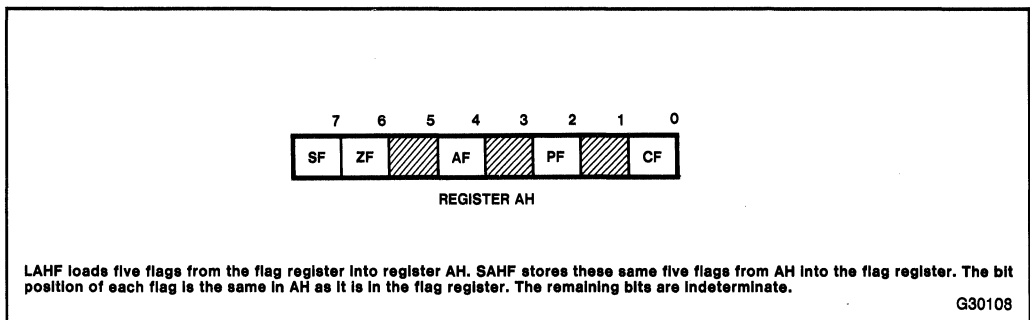 7 6 5 4 3 2 1 0
SF ZF AF PF CF
REGISTER AH
LAHF loads five flags from the flag register into register AH. SAHF stores these same five flags from AH into the flag register. The bit
position of each flag is the same in AH as it is in the flag register. The remaining bits are indeterminate.
G30108